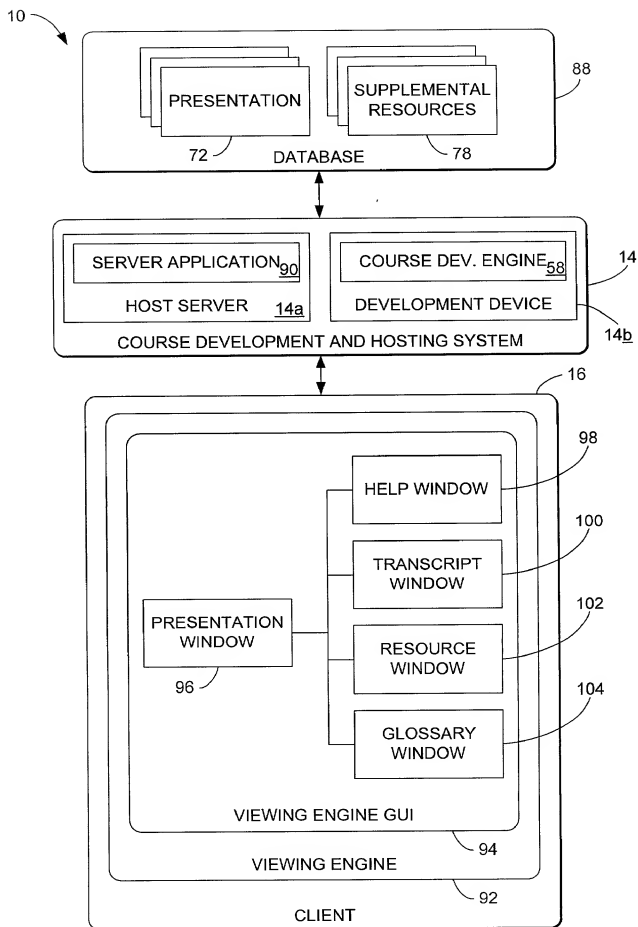 10
PRESENTATION
SUPPLEMENTAL
RESOURCES
88
72
78
DATABASE
SERVER APPLICATION 90
COURSE DEV. ENGINE 58
14
HOST SERVER 14a
DEVELOPMENT DEVICE
COURSE DEVELOPMENT AND HOSTING SYSTEM
14b
16
98
HELP WINDOW
100
TRANSCRIPT
WINDOW
102
PRESENTATION
WINDOW
RESOURCE
WINDOW
96
104
GLOSSARY
WINDOW
VIEWING ENGINE GUI
94
VIEWING ENGINE
92
CLIENT